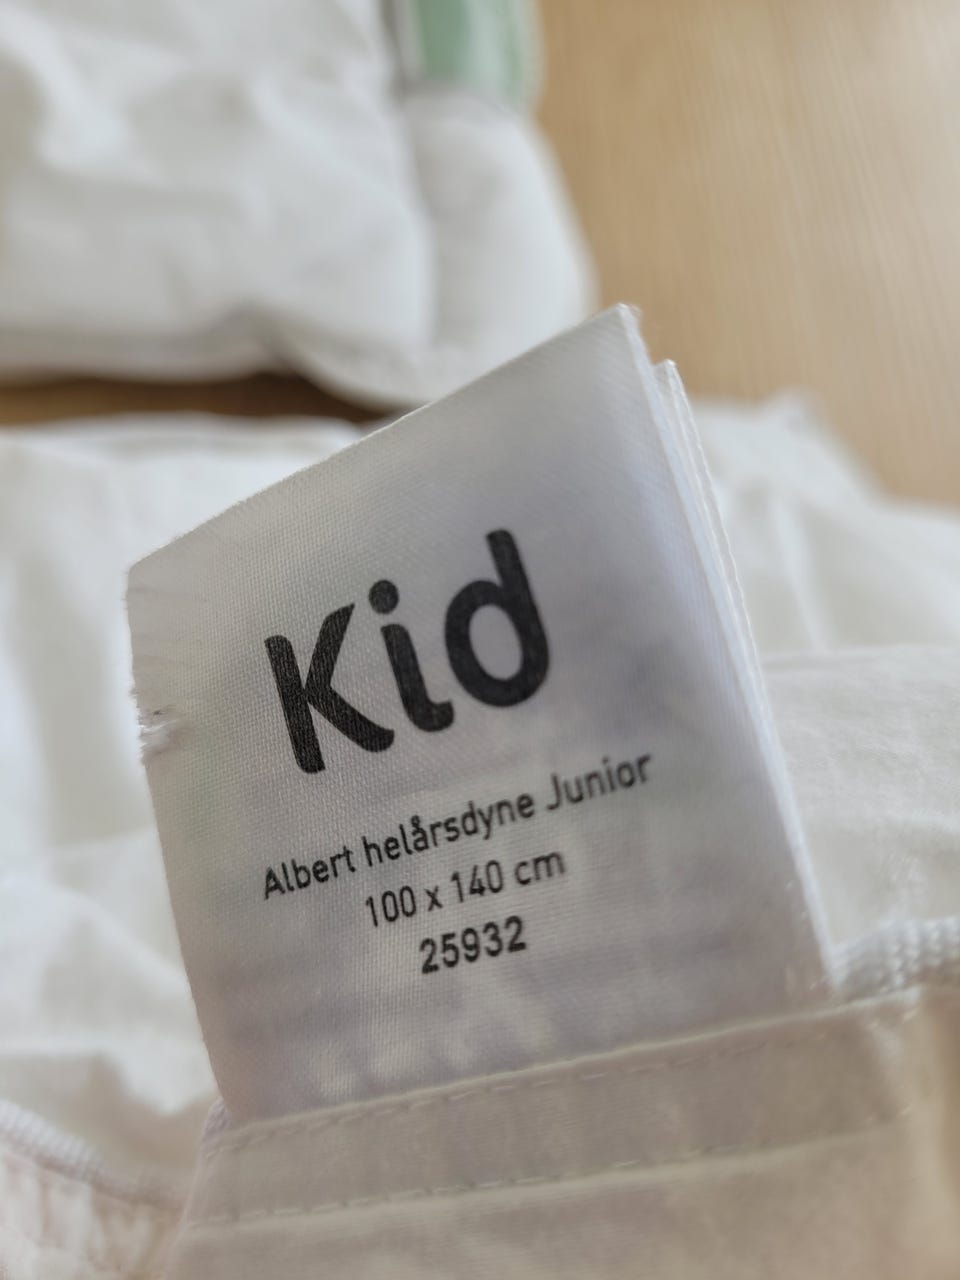 Kid
Albert helårsdyne Junior
100 x 140 cm
25932